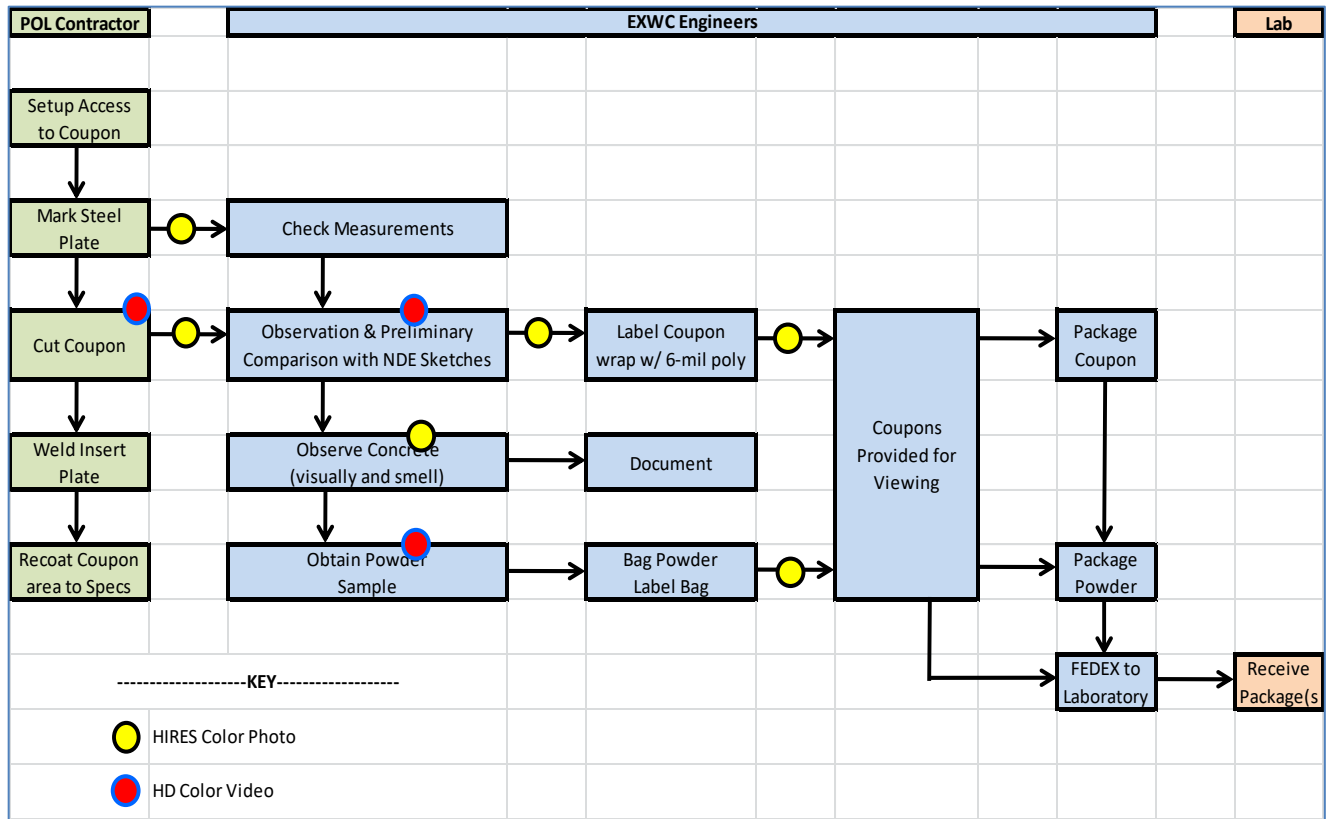 POL Contractor
EXWC Engineers
Lab
Setup Access
to Coupon
Mark Steel
Plate
Check Measurements
Cut Coupon
Observation & Preliminary
Comparison with NDE Sketches
Label Coupon
wrap w/ 6-mil poly
Coupons
Provided for
Viewing
Package
Coupon
Weld Insert
Plate
Observe Concrete
(visually and smell)
Document
Recoat Coupon
area to Specs
Obtain Powder
Sample
Bag Powder
Label Bag
Package
Powder
FEDEX to
Laboratory
Receive
Package(s
--------------------KEY-------------------
HIRES Color Photo
HD Color Video